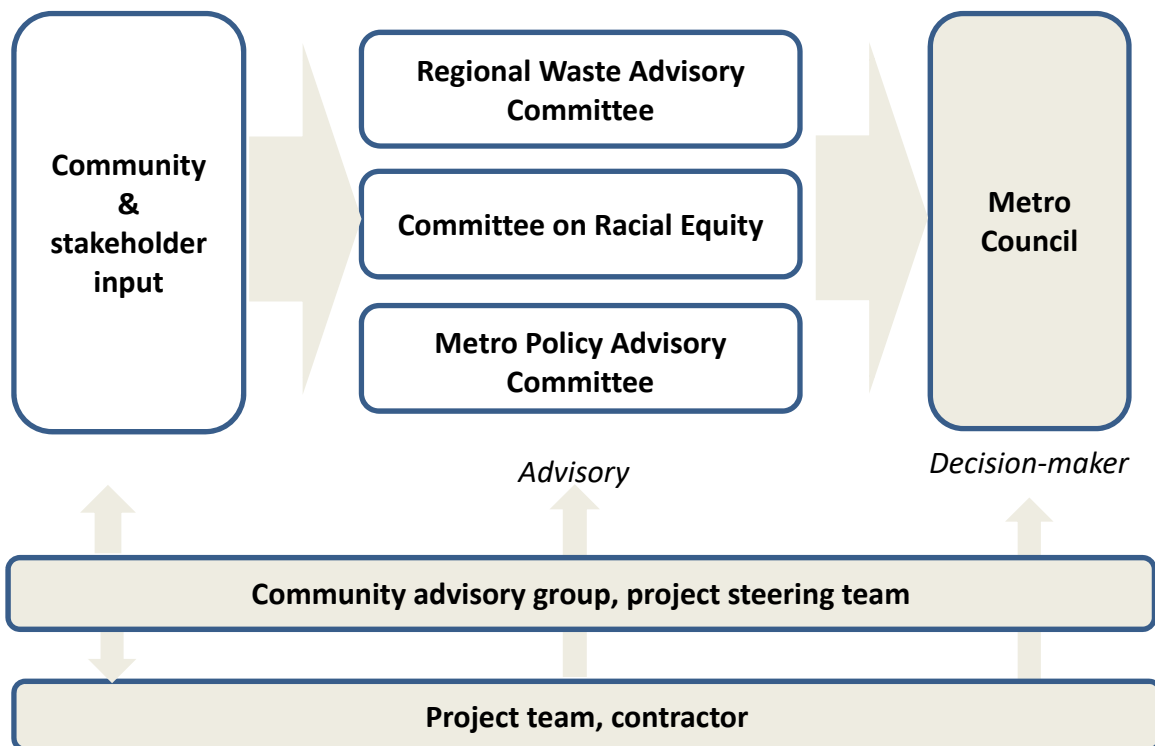 Community
&
stakeholder
input
Regional Waste Advisory
Committee
Committee on Racial Equity
Metro Policy Advisory
Committee
Metro
Council
Advisory
Decision-maker
Community advisory group, project steering team
Project team, contractor